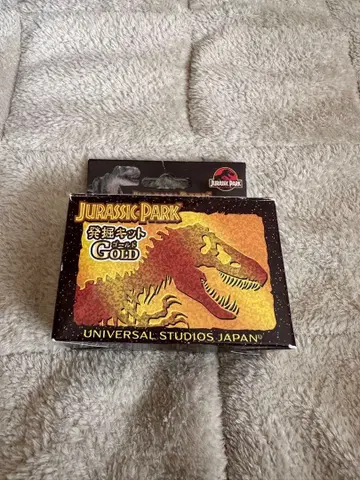 JURASSIC PARK
JURASSIC PARK
発掘キット
ゴールド
GOLD
UNIVERSAL STUDIOS JAPAN®